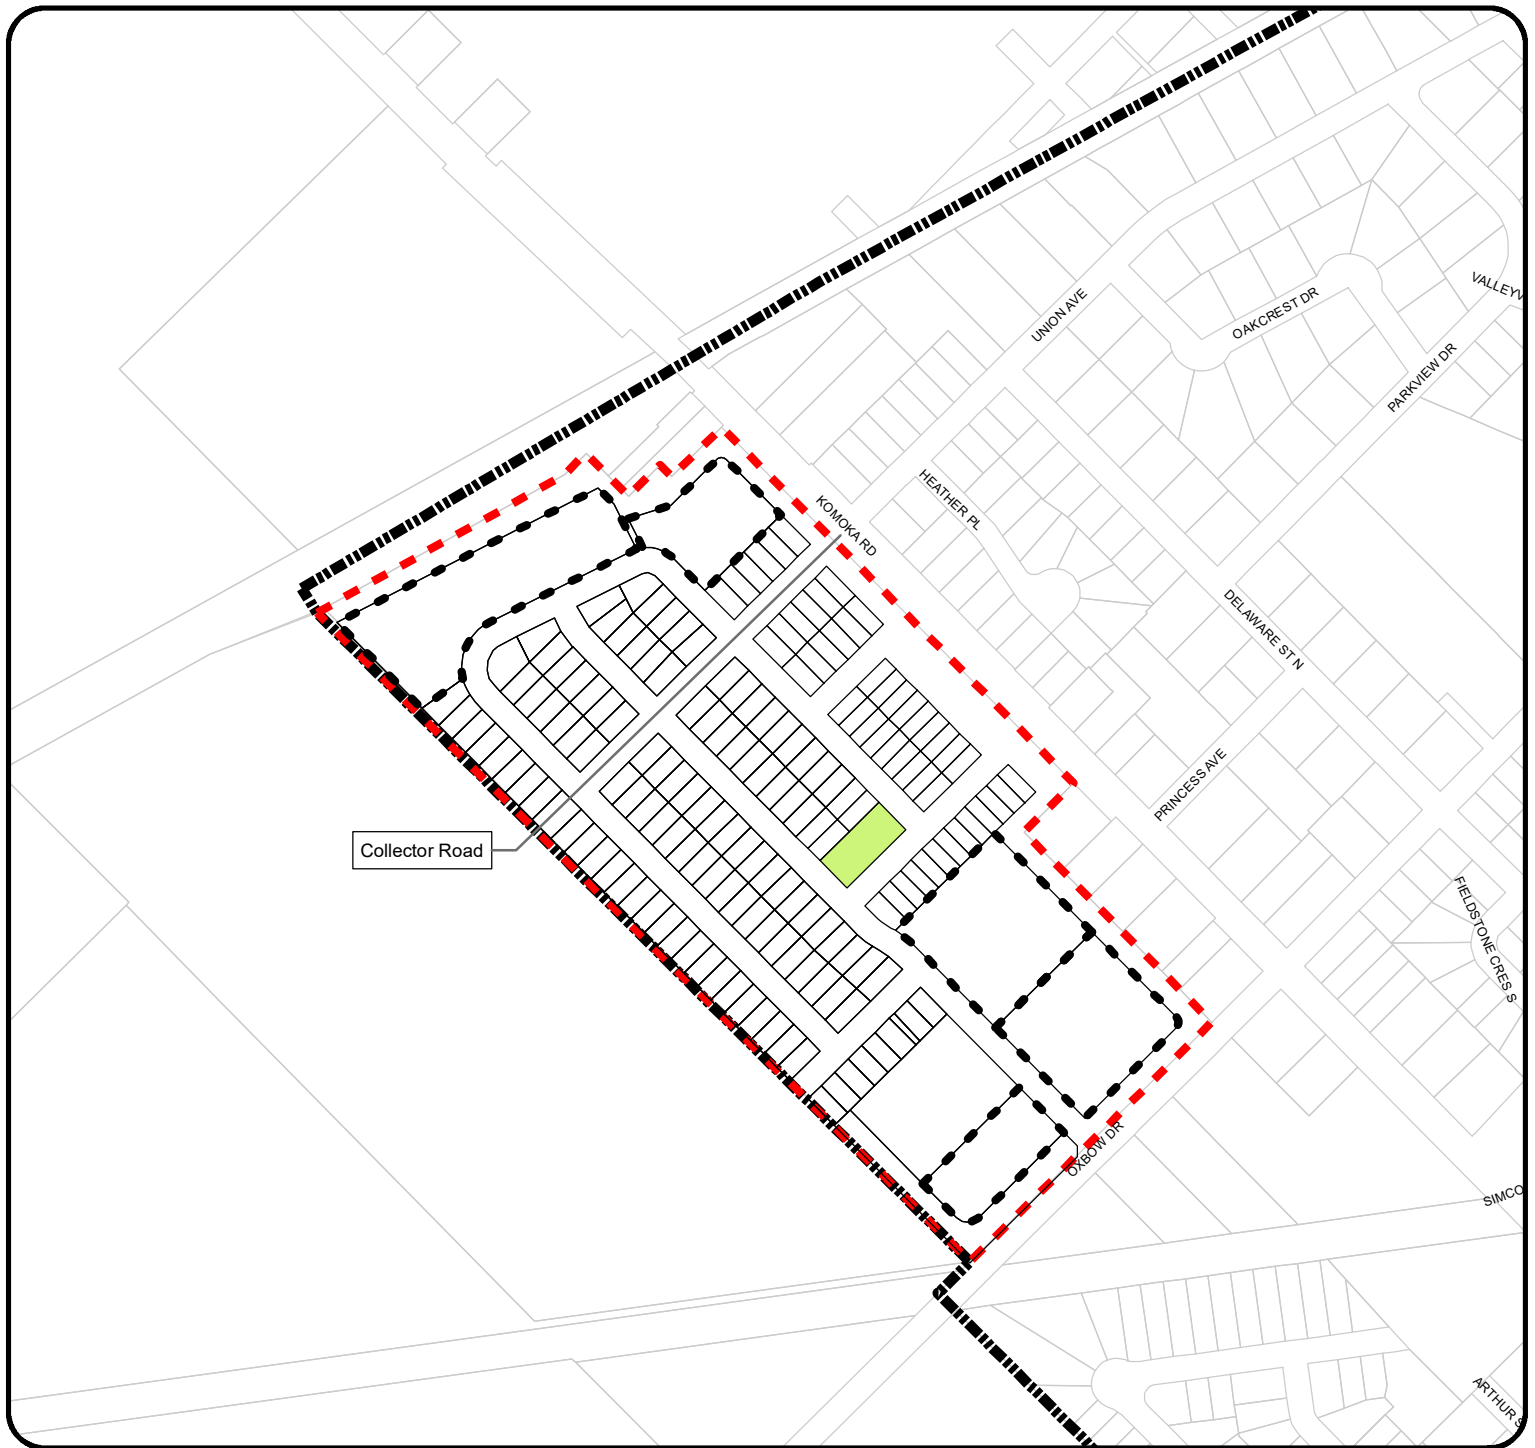 UNION AVE
OAKCREST DR
VALLEYV
PARKVIEW DR
HEATHER PL
KOMOKA RD
DELAWARE ST N
PRINCESS AVE
Collector Road
FIELDSTONE CRES S
OXBOW DR
SIMCO
ARTHUR S